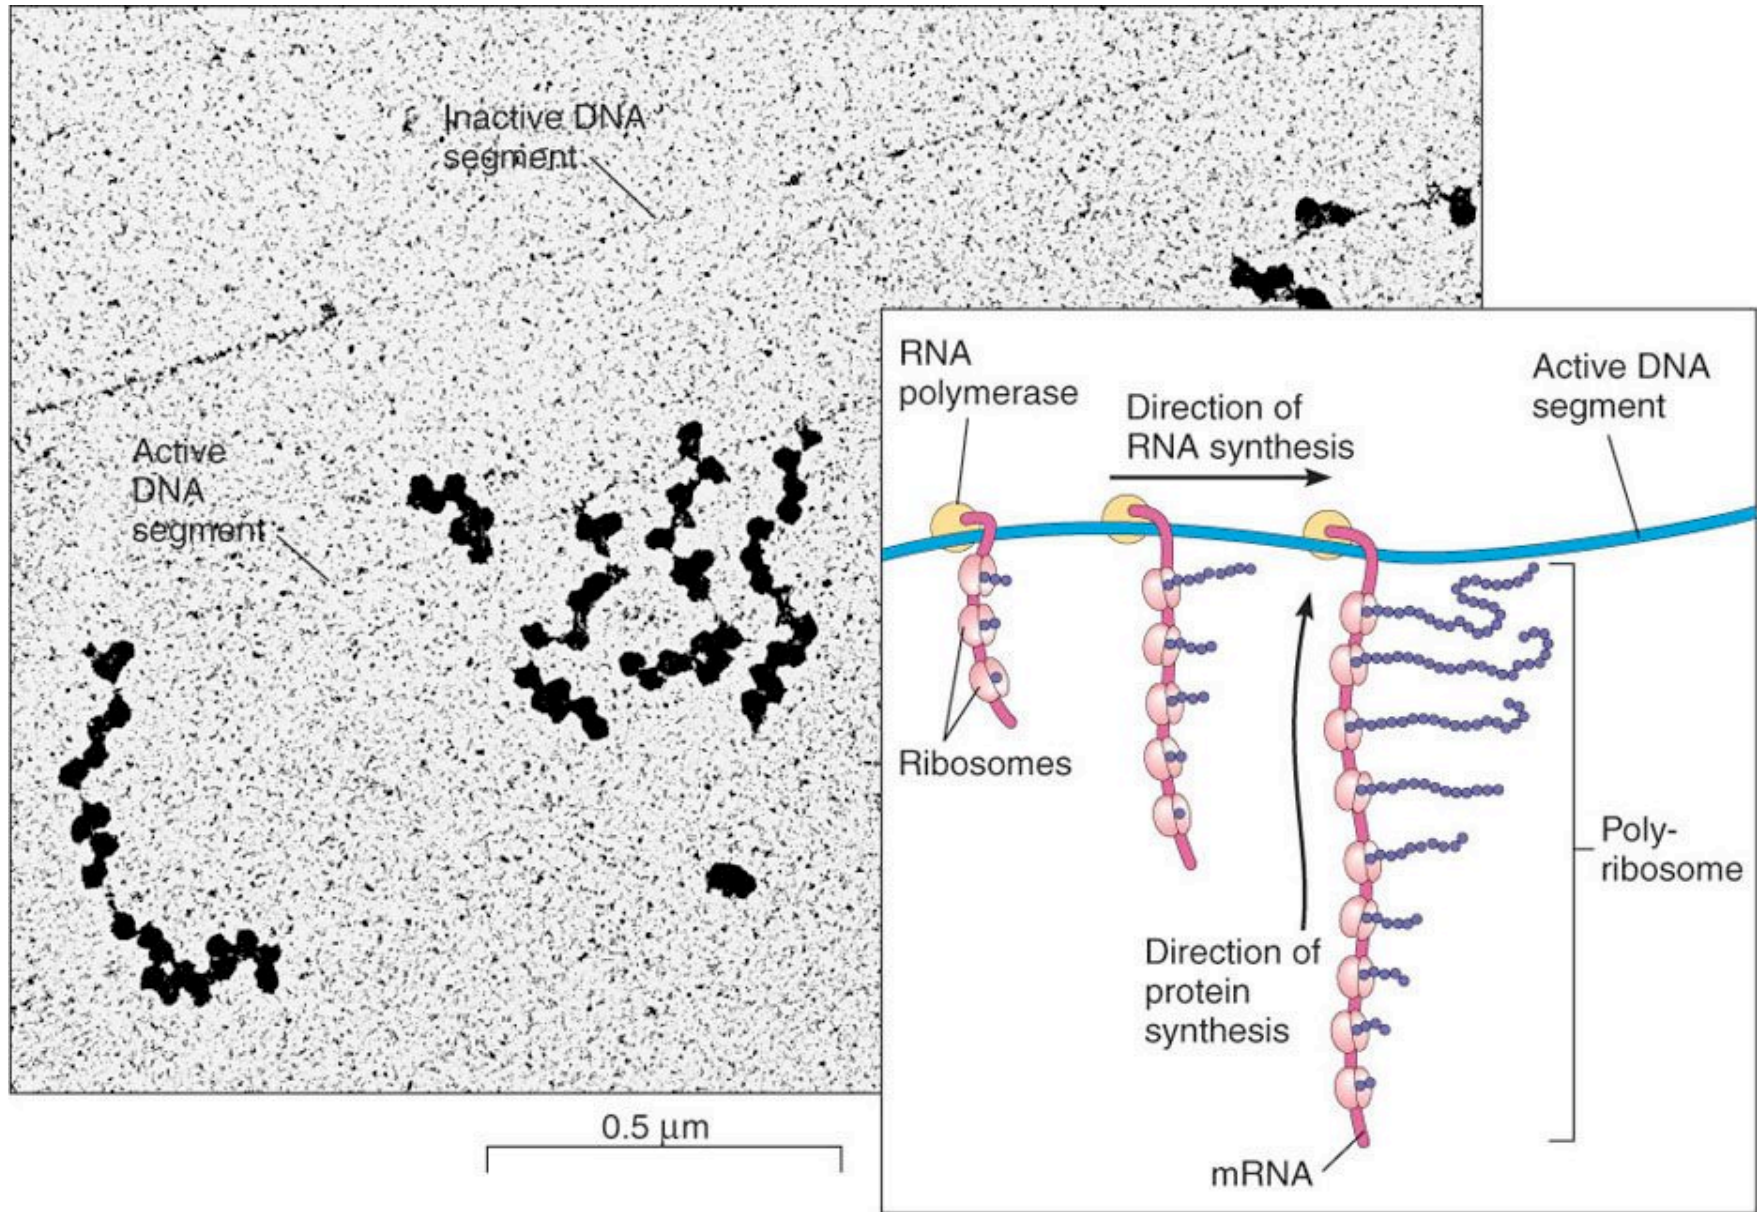 Inactive DNA
segment
Active
DNA
segment
0.5 μm
RNA
polymerase
Direction of
RNA synthesis
Active DNA
segment
Ribosomes
Direction of
protein
synthesis
Poly-
ribosome
mRNA